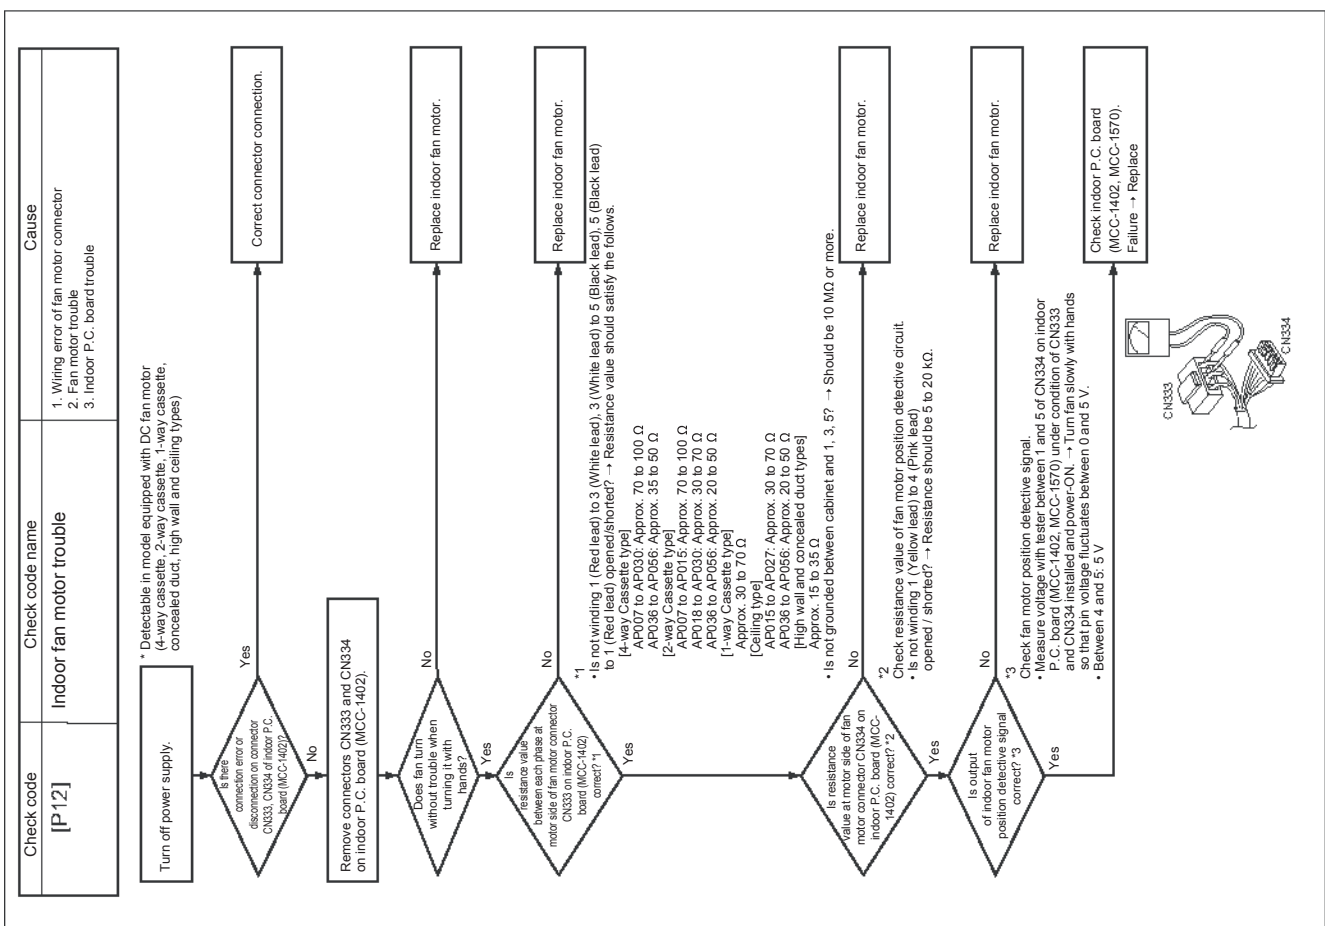 Check code
Check code name
Cause
[P12]
Indoor fan motor trouble
1. Wiring error of fan motor connector
2. Fan motor trouble
3. Indoor P.C. board trouble
Turn off power supply.
* Detectable in model equipped with DC fan motor
(4-way cassette, 2-way cassette, 1-way cassette,
concealed duct, high wall and ceiling types)
Is there
connection error or
disconnection on connector
CN333, CN334 of indoor P.C.
board (MCC-1402)?
Yes
Correct connector connection.
No
Remove connectors CN333 and CN334
on indoor P.C. board (MCC-1402).
Does fan turn
without trouble when
turning it with
hands?
No
Replace indoor fan motor.
Yes
Is
resistance value
between each phase at
motor side of fan motor connector
CN333 on indoor P.C.
board (MCC-1402)
correct? *1
No
Replace indoor fan motor.
*1
• Is not winding 1 (Red lead) to 3 (White lead), 3 (White lead) to 5 (Black lead), 5 (Black lead)
to 1 (Red lead) opened/shorted? → Resistance value should satisfy the follows.
[4-way Cassette type]
AP007 to AP030: Approx. 70 to 100 Ω
AP036 to AP056: Approx. 35 to 50 Ω
[2-way Cassette type]
AP007 to AP015: Approx. 70 to 100 Ω
AP018 to AP030: Approx. 30 to 70 Ω
AP036 to AP056: Approx. 20 to 50 Ω
[1-way Cassette type]
Approx. 30 to 70 Ω
[Ceiling type]
AP015 to AP027: Approx. 30 to 70 Ω
AP036 to AP056: Approx. 20 to 50 Ω
[High wall and concealed duct types]
Approx. 15 to 35 Ω
• Is not grounded between cabinet and 1, 3, 5? → Should be 10 MΩ or more.
Yes
Is resistance
value at motor side of fan
motor connector CN334 on
indoor P.C. board (MCC-
1402) correct? *2
No
Replace indoor fan motor.
*2
Check resistance value of fan motor position detective circuit.
• Is not winding 1 (Yellow lead) to 4 (Pink lead)
opened / shorted? → Resistance should be 5 to 20 kΩ.
Yes
Is output
of indoor fan motor
position detective signal
correct? *3
No
Replace indoor fan motor.
*3
Check fan motor position detective signal.
• Measure voltage with tester between 1 and 5 of CN334 on indoor
P.C. board (MCC-1402, MCC-1570) under condition of CN333
and CN334 installed and power-ON. → Turn fan slowly with hands
so that pin voltage fluctuates between 0 and 5 V.
• Between 4 and 5: 5 V
Yes
Check indoor P.C. board
(MCC-1402, MCC-1570).
Failure → Replace
CN333
CN334